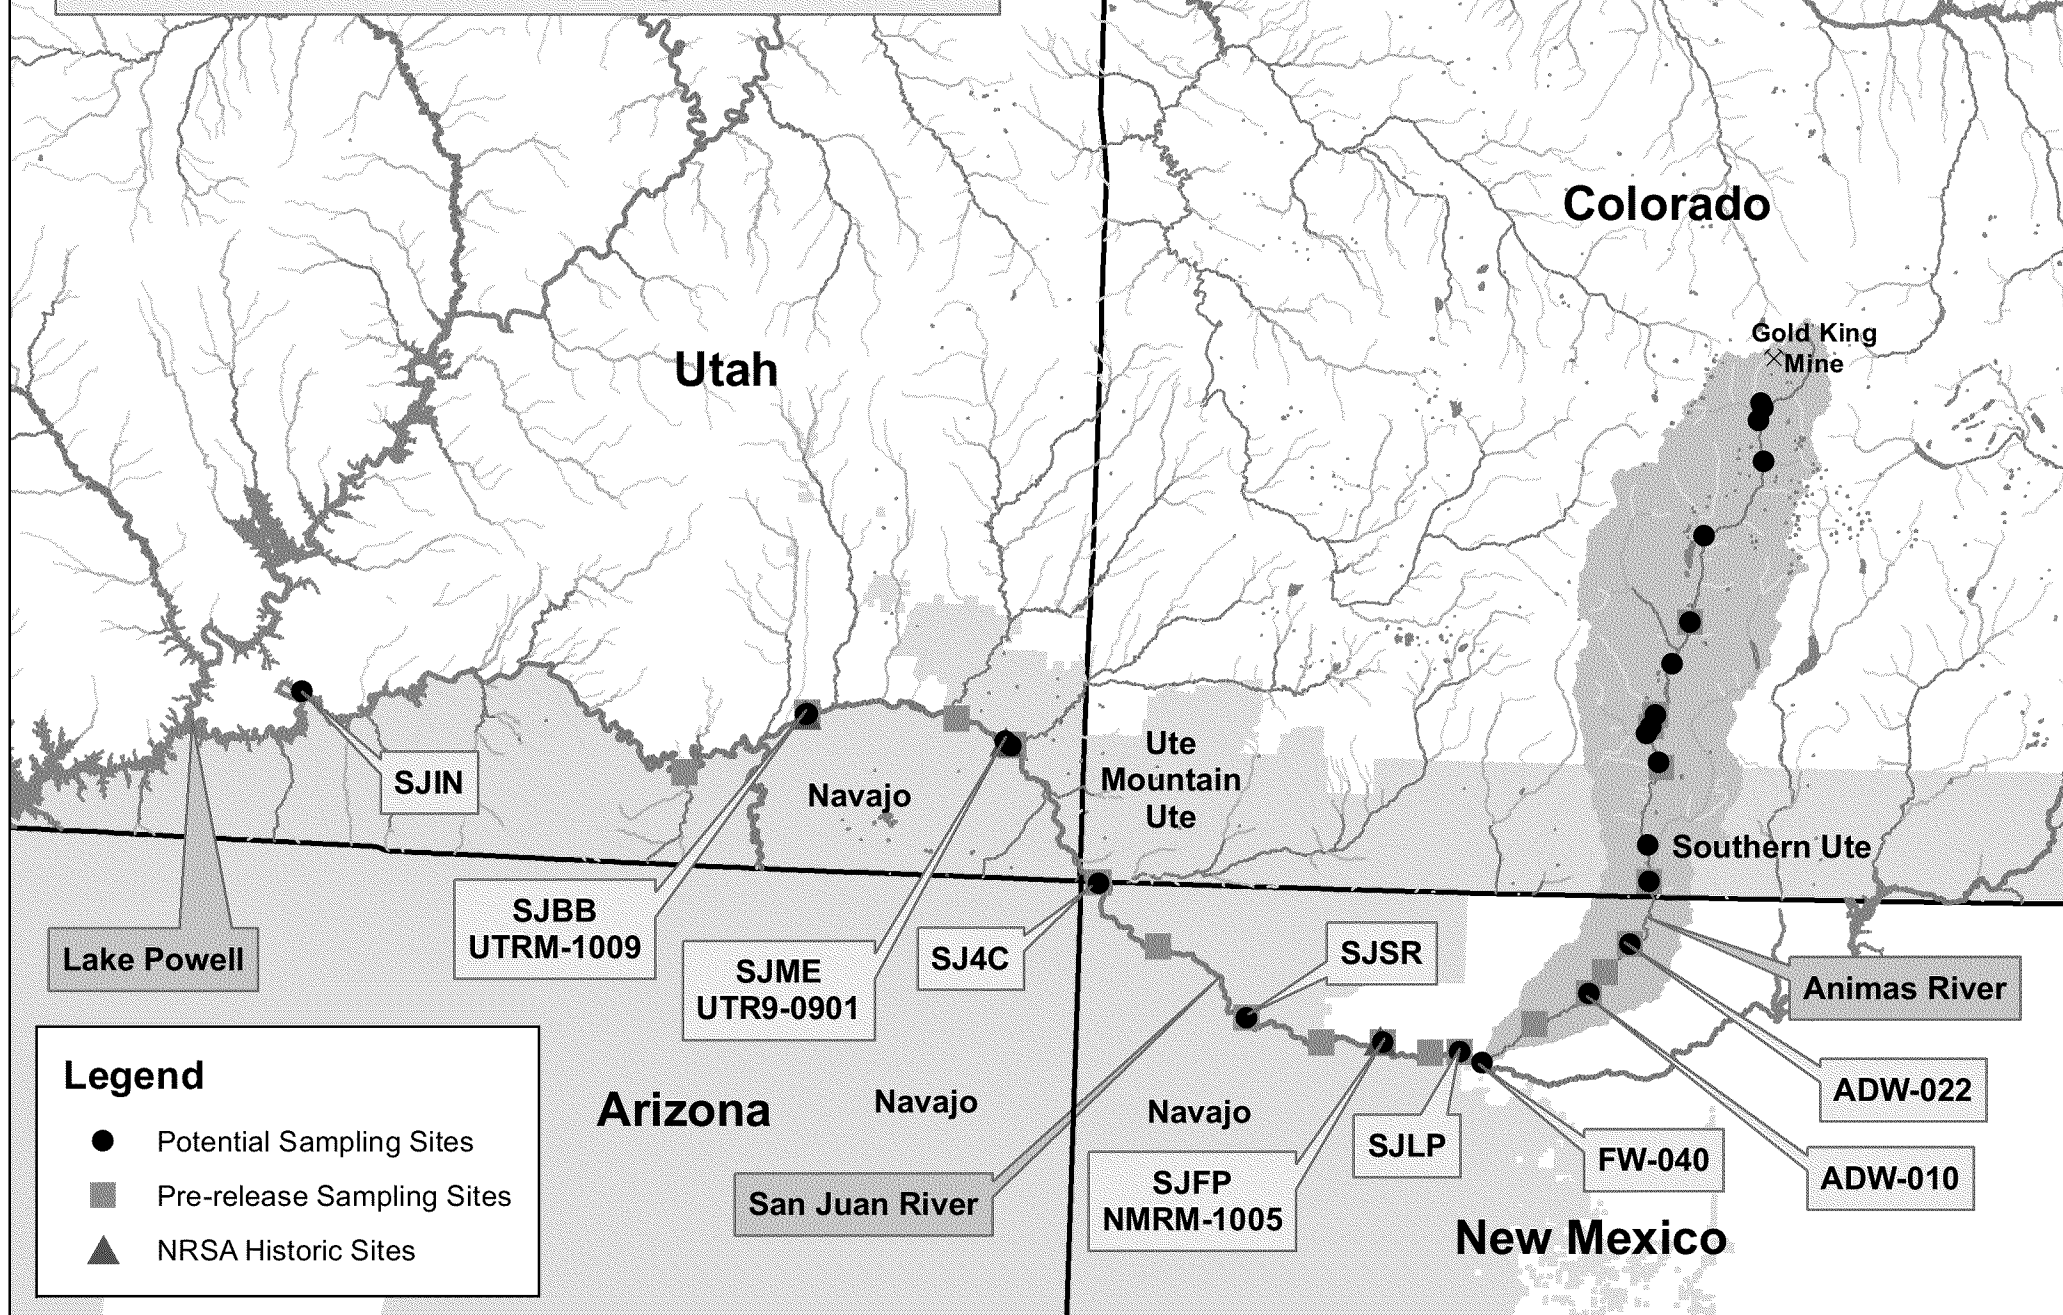 Colorado
Gold King
Mine
Utah
Ute
Mountain
Ute
SJIN
Navajo
Southern Ute
SJBB
UTRM-1009
SJME
UTR9-0901
SJ4C
SJSR
Lake Powell
Animas River
Legend
Potential Sampling Sites
Pre-release Sampling Sites
NRSA Historic Sites
Arizona
Navajo
Navajo
ADW-022
SJLP
FW-040
ADW-010
San Juan River
SJFP
NMRM-1005
New Mexico